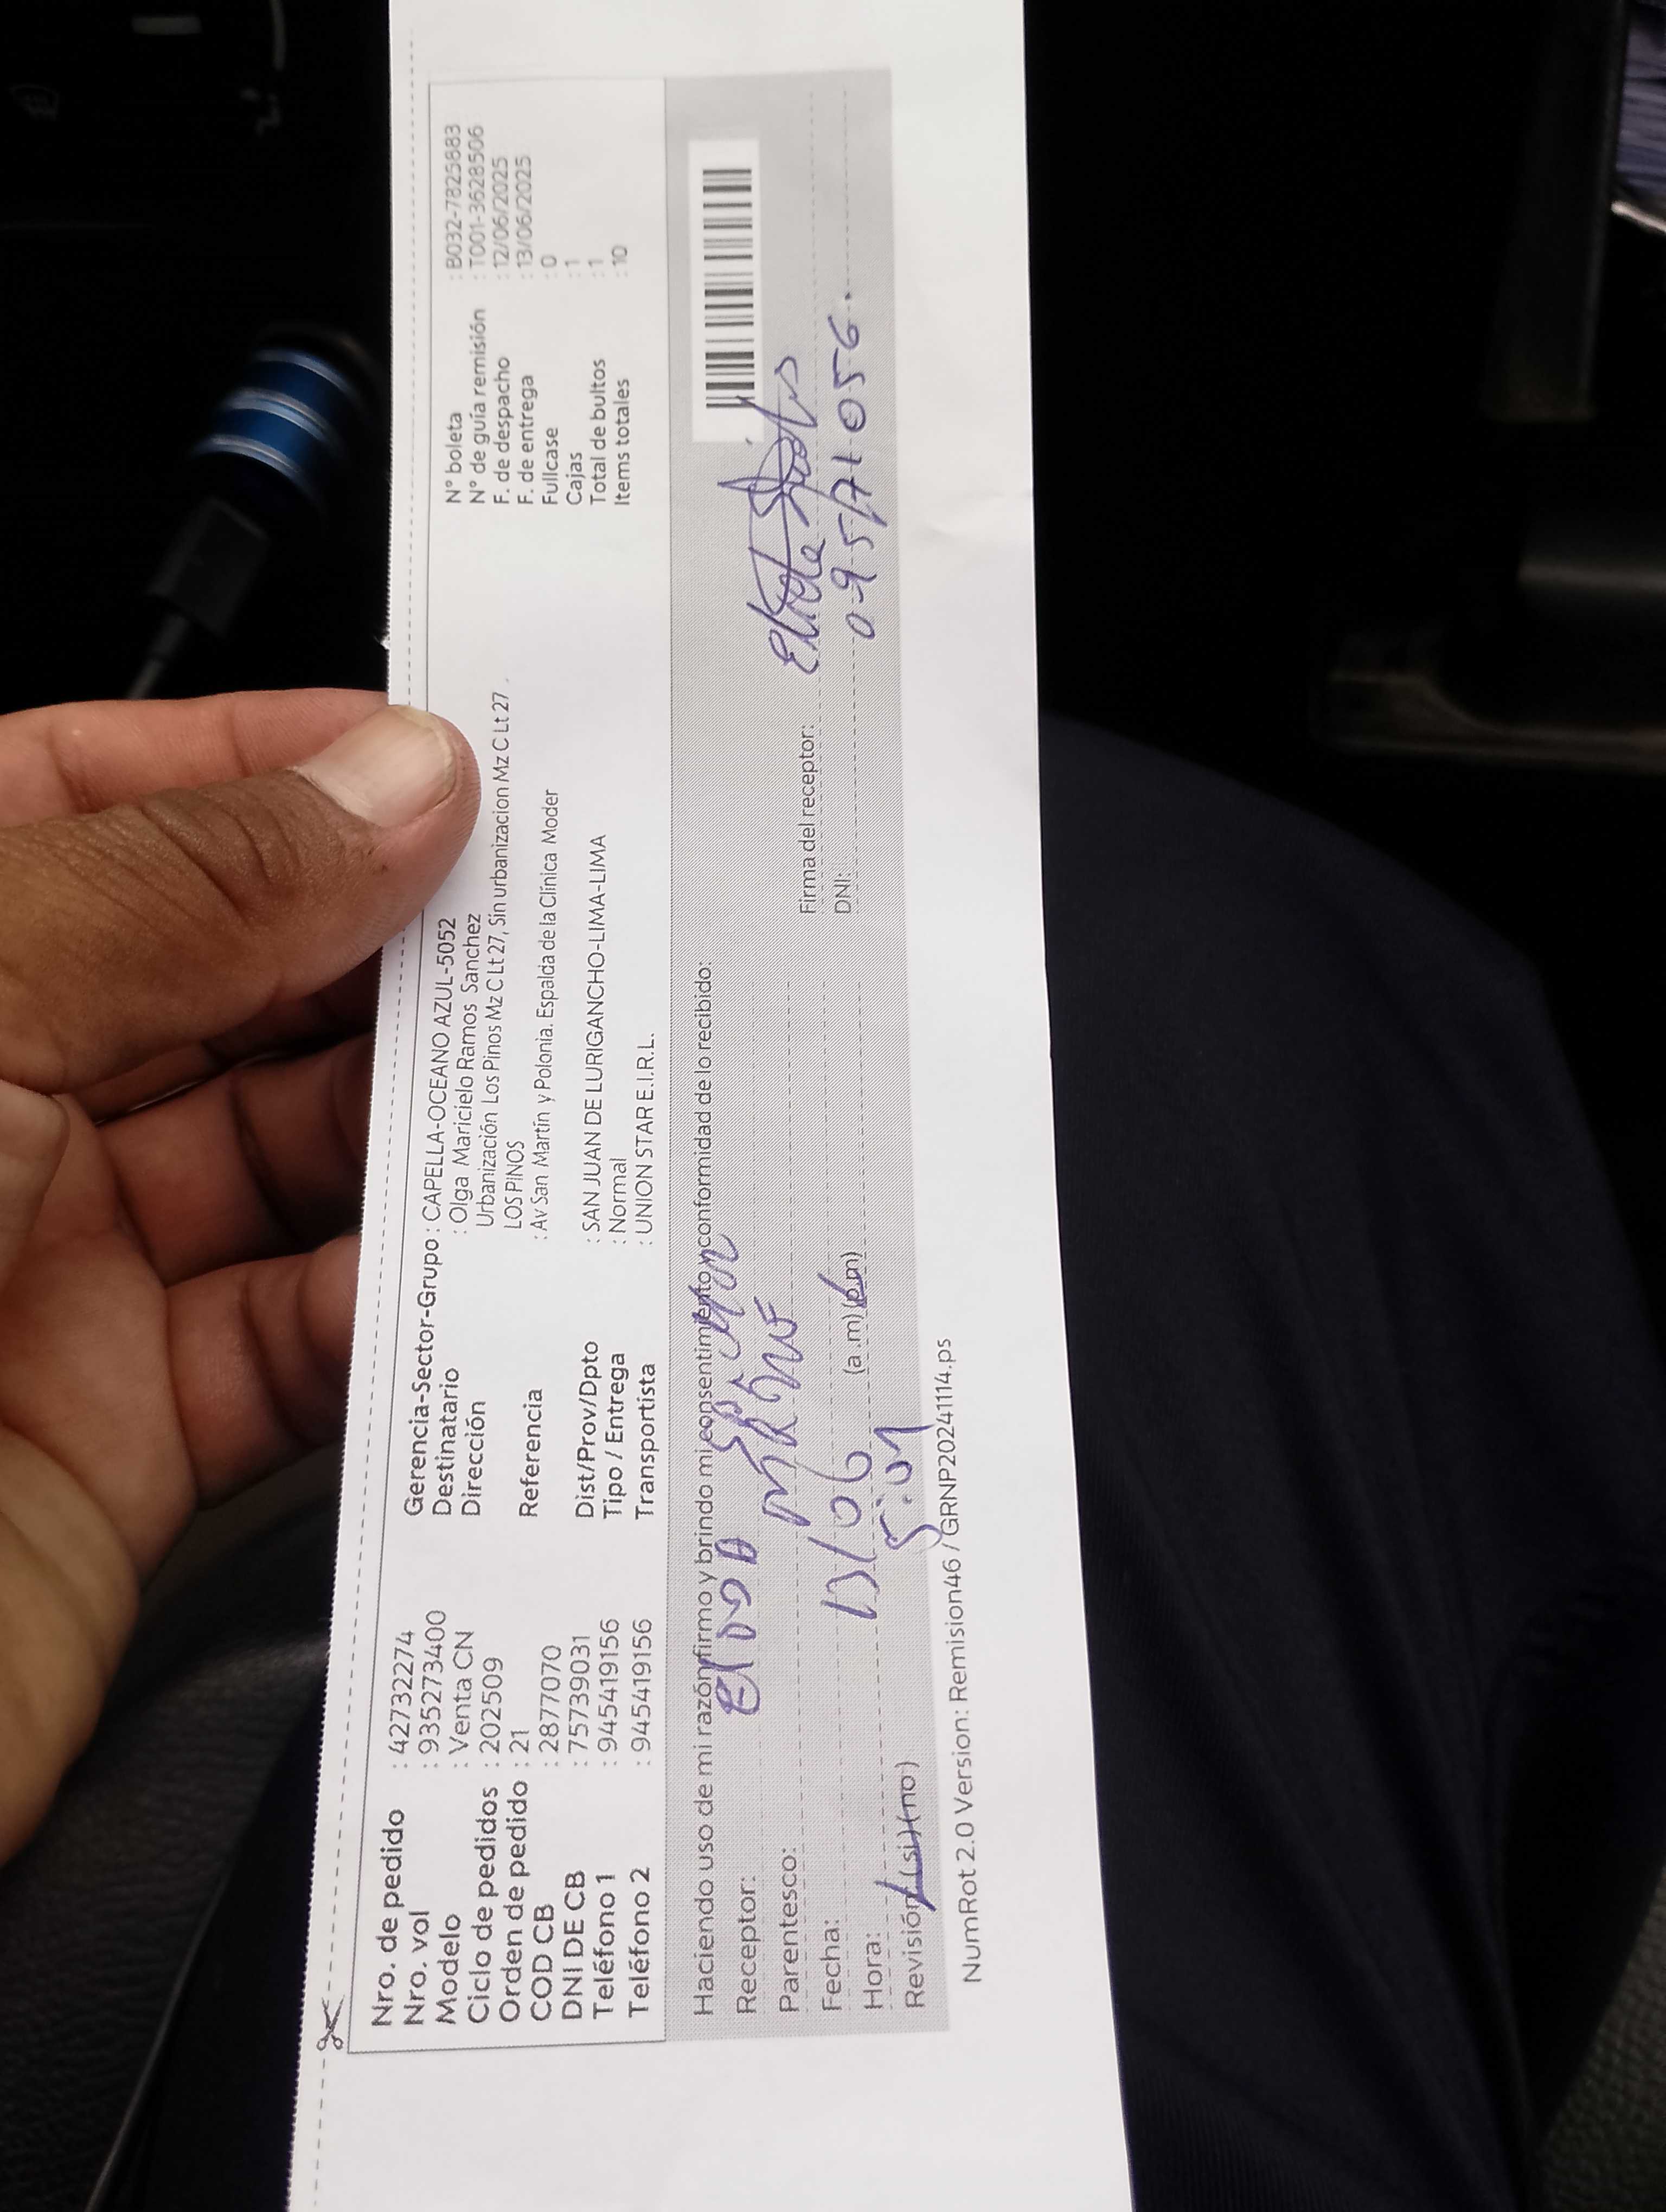 Nro. de pedido : 42732274
Nro. vol : 935273400
Modelo : Venta CN
Ciclo de pedidos : 202509
Orden de pedido : 21
COD CB : 2877070
DNI DE CB : 75739031
Teléfono 1 : 945419156
Teléfono 2 : 945419156
Gerencia-Sector-Grupo : CAPELLA-OCEANO AZUL-5052
Destinatario : Olga Maricielo Ramos Sanchez
Dirección Urbanización Los Pinos Mz C Lt 27, Sin urbanizacion Mz C Lt 27
LOS PINOS
Referencia : Av San Martín y Polonia. Espalda de la Clínica Moder
Dist/Prov/Dpto : SAN JUAN DE LURIGANCHO-LIMA-LIMA
Tipo / Entrega : Normal
Transportista : UNION STAR E.I.R.L.
N° boleta : B032-7825883
N° de guía remisión : T001-3628506
F. de despacho : 12/06/2025
F. de entrega : 13/06/2025
Fullcase : 0
Cajas : 1
Total de bultos : 1
Items totales : 10
Haciendo uso de mi razón firmo y brindo mi consentimiento y conformidad de lo recibido:
Receptor:
Parentesco:
Fecha: 13/06
Hora: (a.m) (p.m)
Revisión (si) (no)
Firma del receptor:
DNI:
NumRot 2.0 Version: Remision46 / GRNP20241114.ps